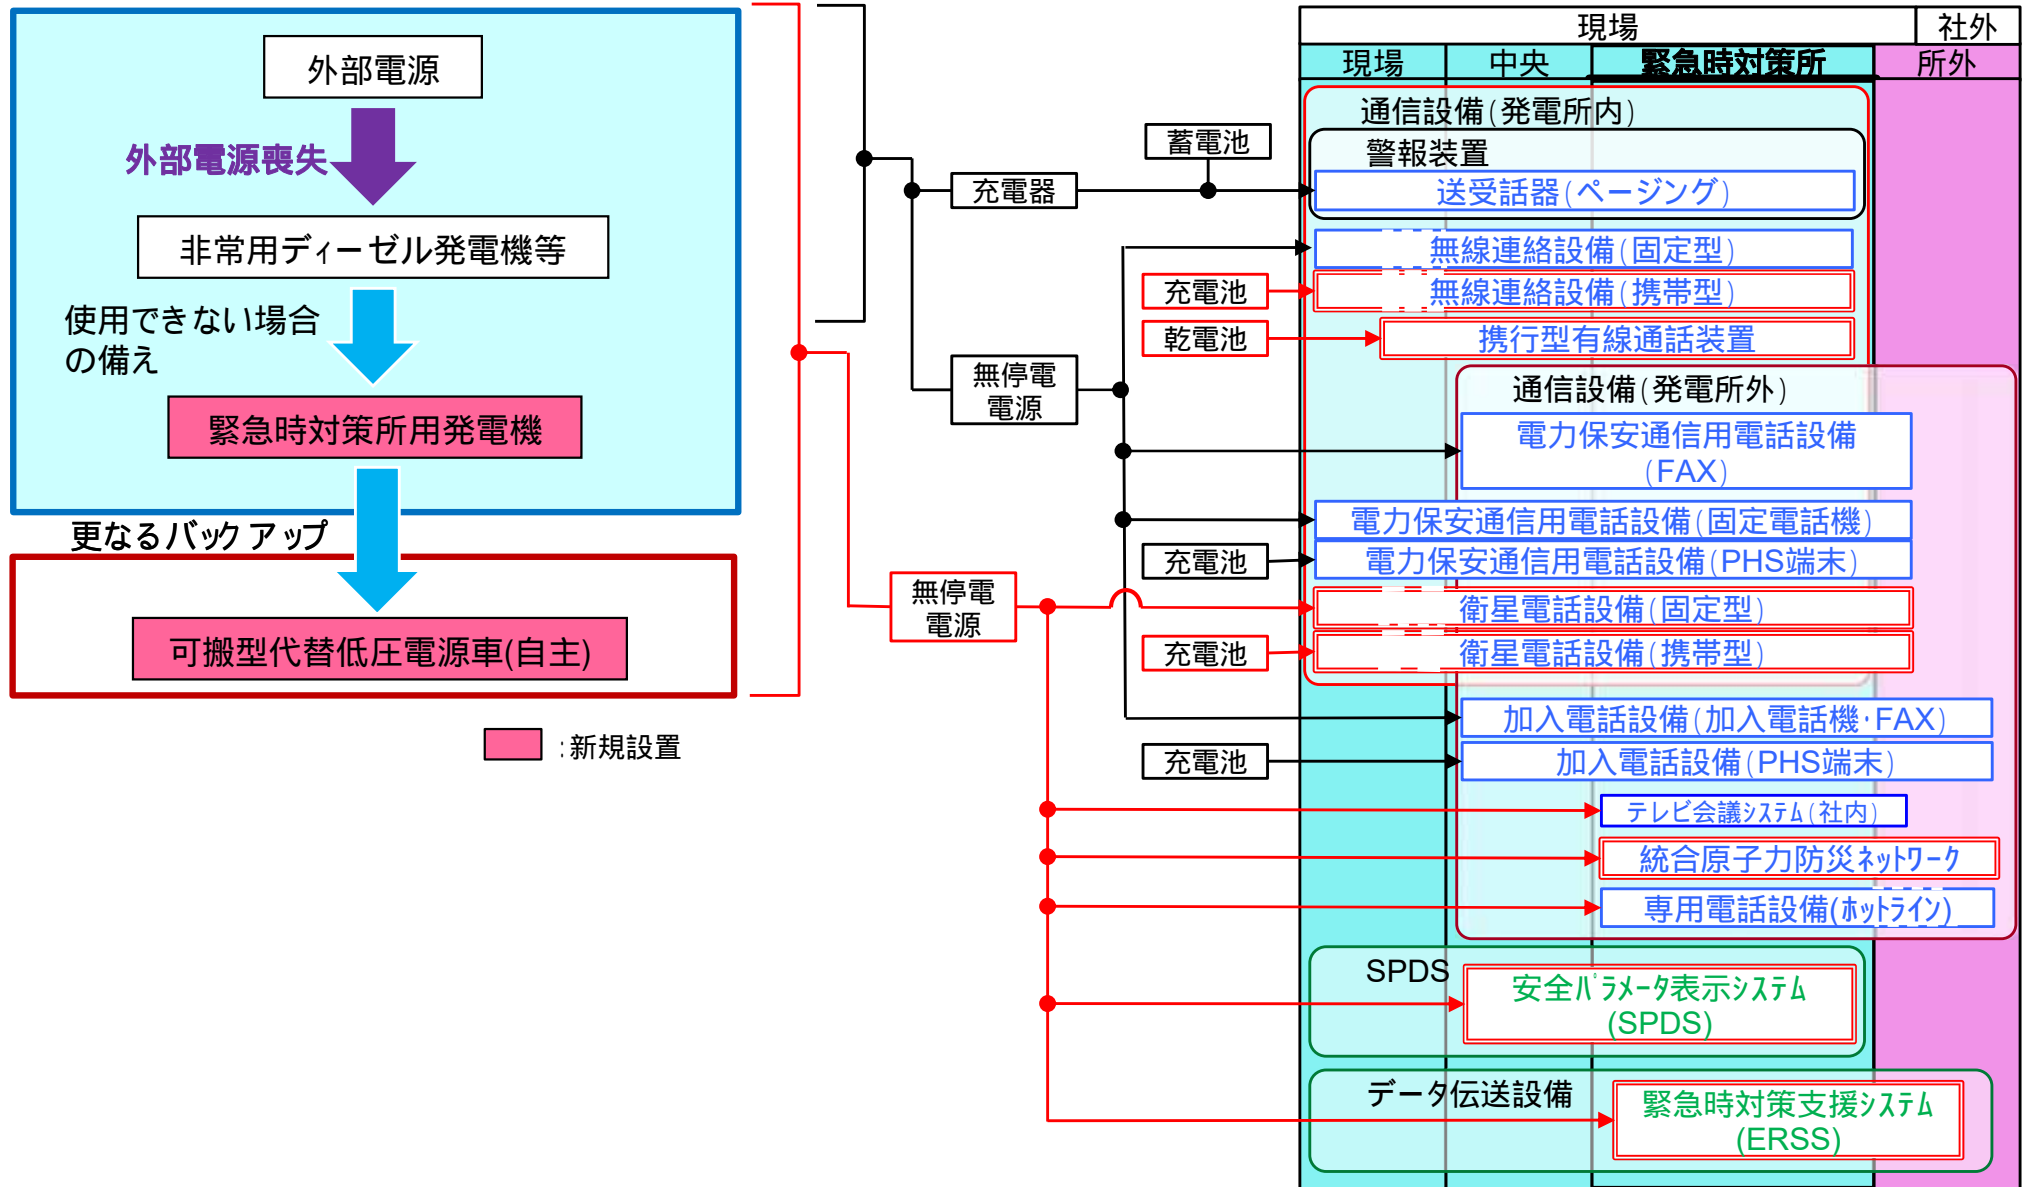 外部電源
外部電源喪失
非常用ディーゼル発電機等
使用できない場合
の備え
緊急時対策所用発電機
更なるバックアップ
可搬型代替低圧電源車(自主)
:新規設置
充電器
蓄電池
無停電
電源
充電池
乾電池
充電池
無停電
電源
充電池
充電池
現場
社外
現場
中央
緊急時対策所
所外
通信設備(発電所内)
警報装置
送受話器(ページング)
無線連絡設備(固定型)
無線連絡設備(携帯型)
携行型有線通話装置
通信設備(発電所外)
電力保安通信用電話設備
(FAX)
電力保安通信用電話設備(固定電話機)
電力保安通信用電話設備(PHS端末)
衛星電話設備(固定型)
衛星電話設備(携帯型)
加入電話設備(加入電話機・FAX)
加入電話設備(PHS端末)
テレビ会議ｼｽﾃﾑ(社内)
統合原子力防災ﾈｯﾄﾜｰｸ
専用電話設備(ﾎｯﾄﾗｲﾝ)
SPDS
安全ﾊﾟﾗﾒｰﾀ表示ｼｽﾃﾑ
(SPDS)
データ伝送設備
緊急時対策支援ｼｽﾃﾑ
(ERSS)